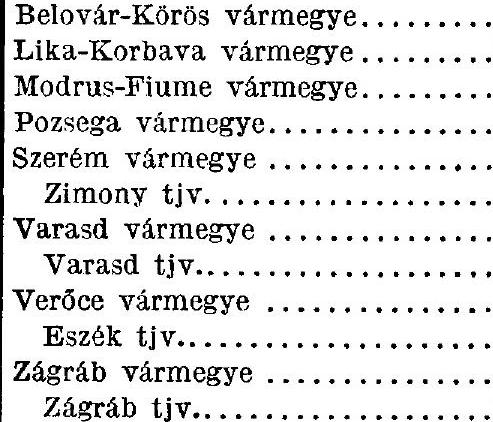 Belovár-Körös vármegye.........
Lika-Korbava vármegye.........
Modrus-Fiume vármegye.........
Pozsega vármegye...............
Szerém vármegye ...............
Zimony tjv...................
Varasd vármegye ...............
Varasd tjv...................
Verőce vármegye ...............
Eszék tjv....................
Zágráb vármegye ...............
Zágráb tjv...................